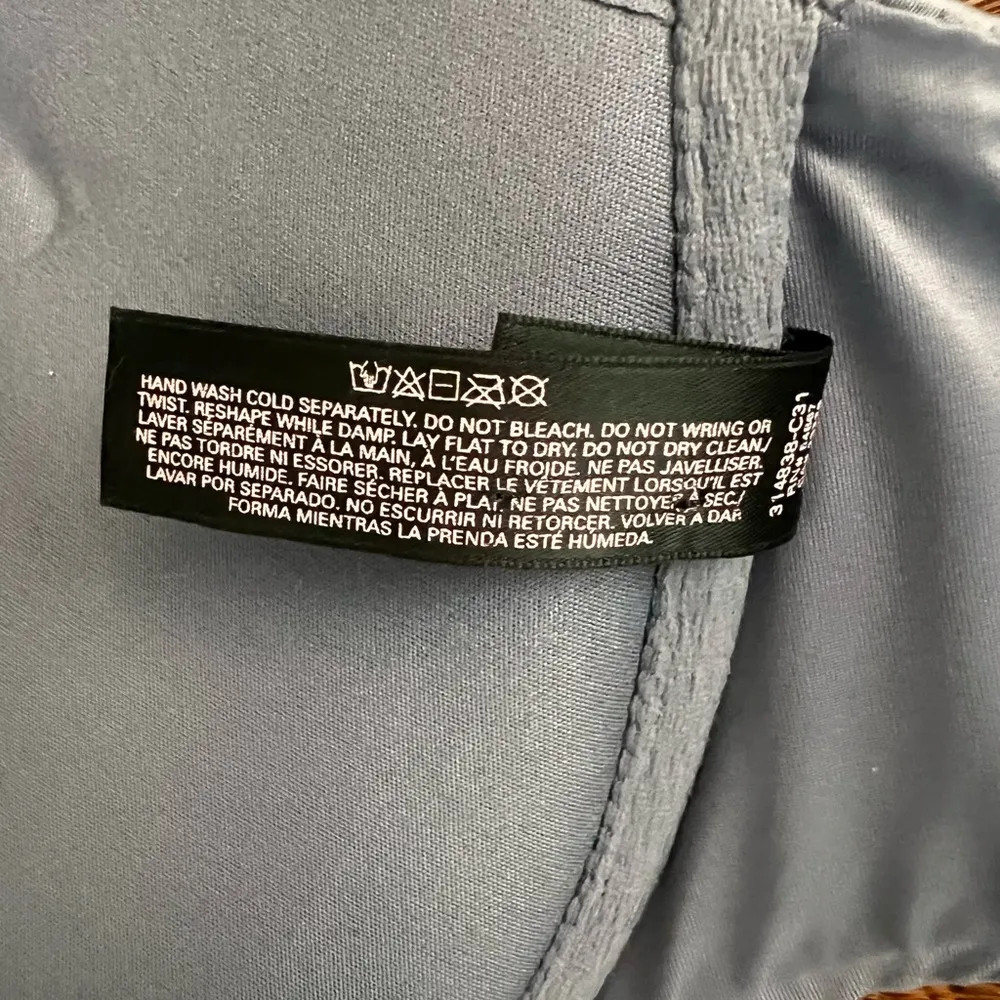 HAND WASH COLD SEPARATELY. DO NOT BLEACH. DO NOT WRING OR
TWIST. RESHAPE WHILE DAMP. LAY FLAT TO DRY. DO NOT DRY CLEAN./
LAVER SÉPARÉMENT À LA MAIN, À L'EAU FROIDE. NE PAS JAVELLISER.
NE PAS TORDRE NI ESSORER. REPLACER LE VÊTEMENT LORSQU'IL EST
ENCORE HUMIDE. FAIRE SÉCHER À PLAT. NE PAS NETTOYER À SEC./
LAVAR POR SEPARADO. NO ESCURRIR NI RETORCER. VOLVER A DAR
FORMA MIENTRAS LA PRENDA ESTÉ HÚMEDA.
314838-C31
RN#